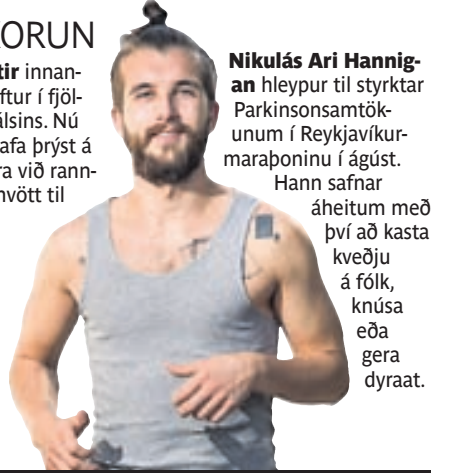 ORUN
tir innan-
ftur í fjöl-
álsins. Nú
afa þrýst á
ra við rann-
nvött til
Nikulás Ari Hannig-
an hleypur til styrktar
Parkinsonsamtök-
unum í Reykjavíkur-
maraþoninu í ágúst.
Hann safnar
áheitum með
því að kasta
kveðju
á fólk,
knúsa
eða
gera
dyraat.